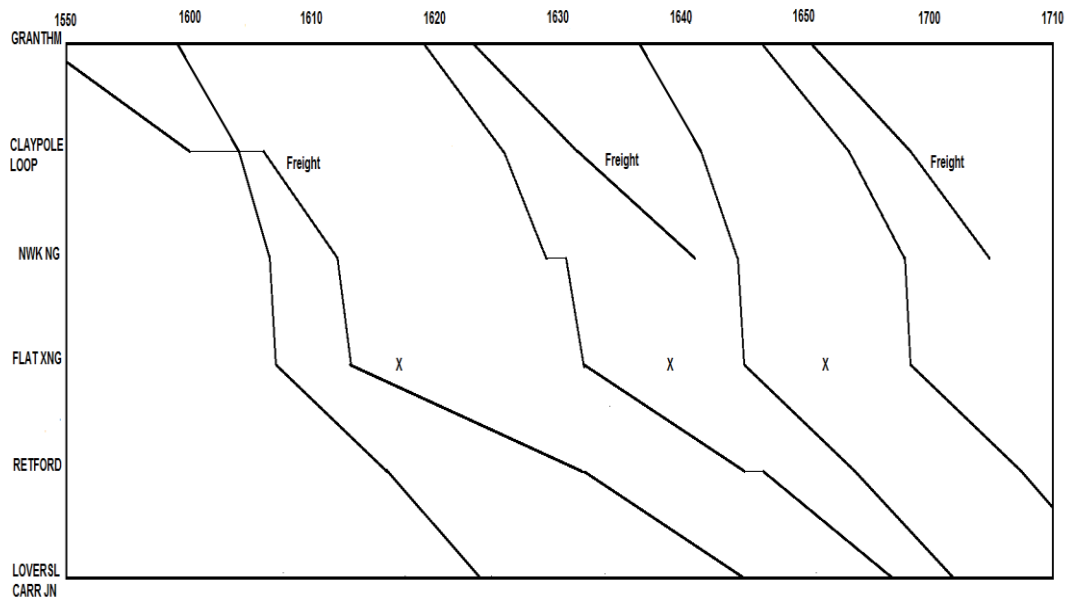 1550 1600 1610 1620 1630 1640 1650 1700 1710
GRANTHM
CLAYPOLE
LOOP
Freight Freight Freight
NWK NG
FLAT XNG X X X
RETFORD
LOVERSL
CARR JN